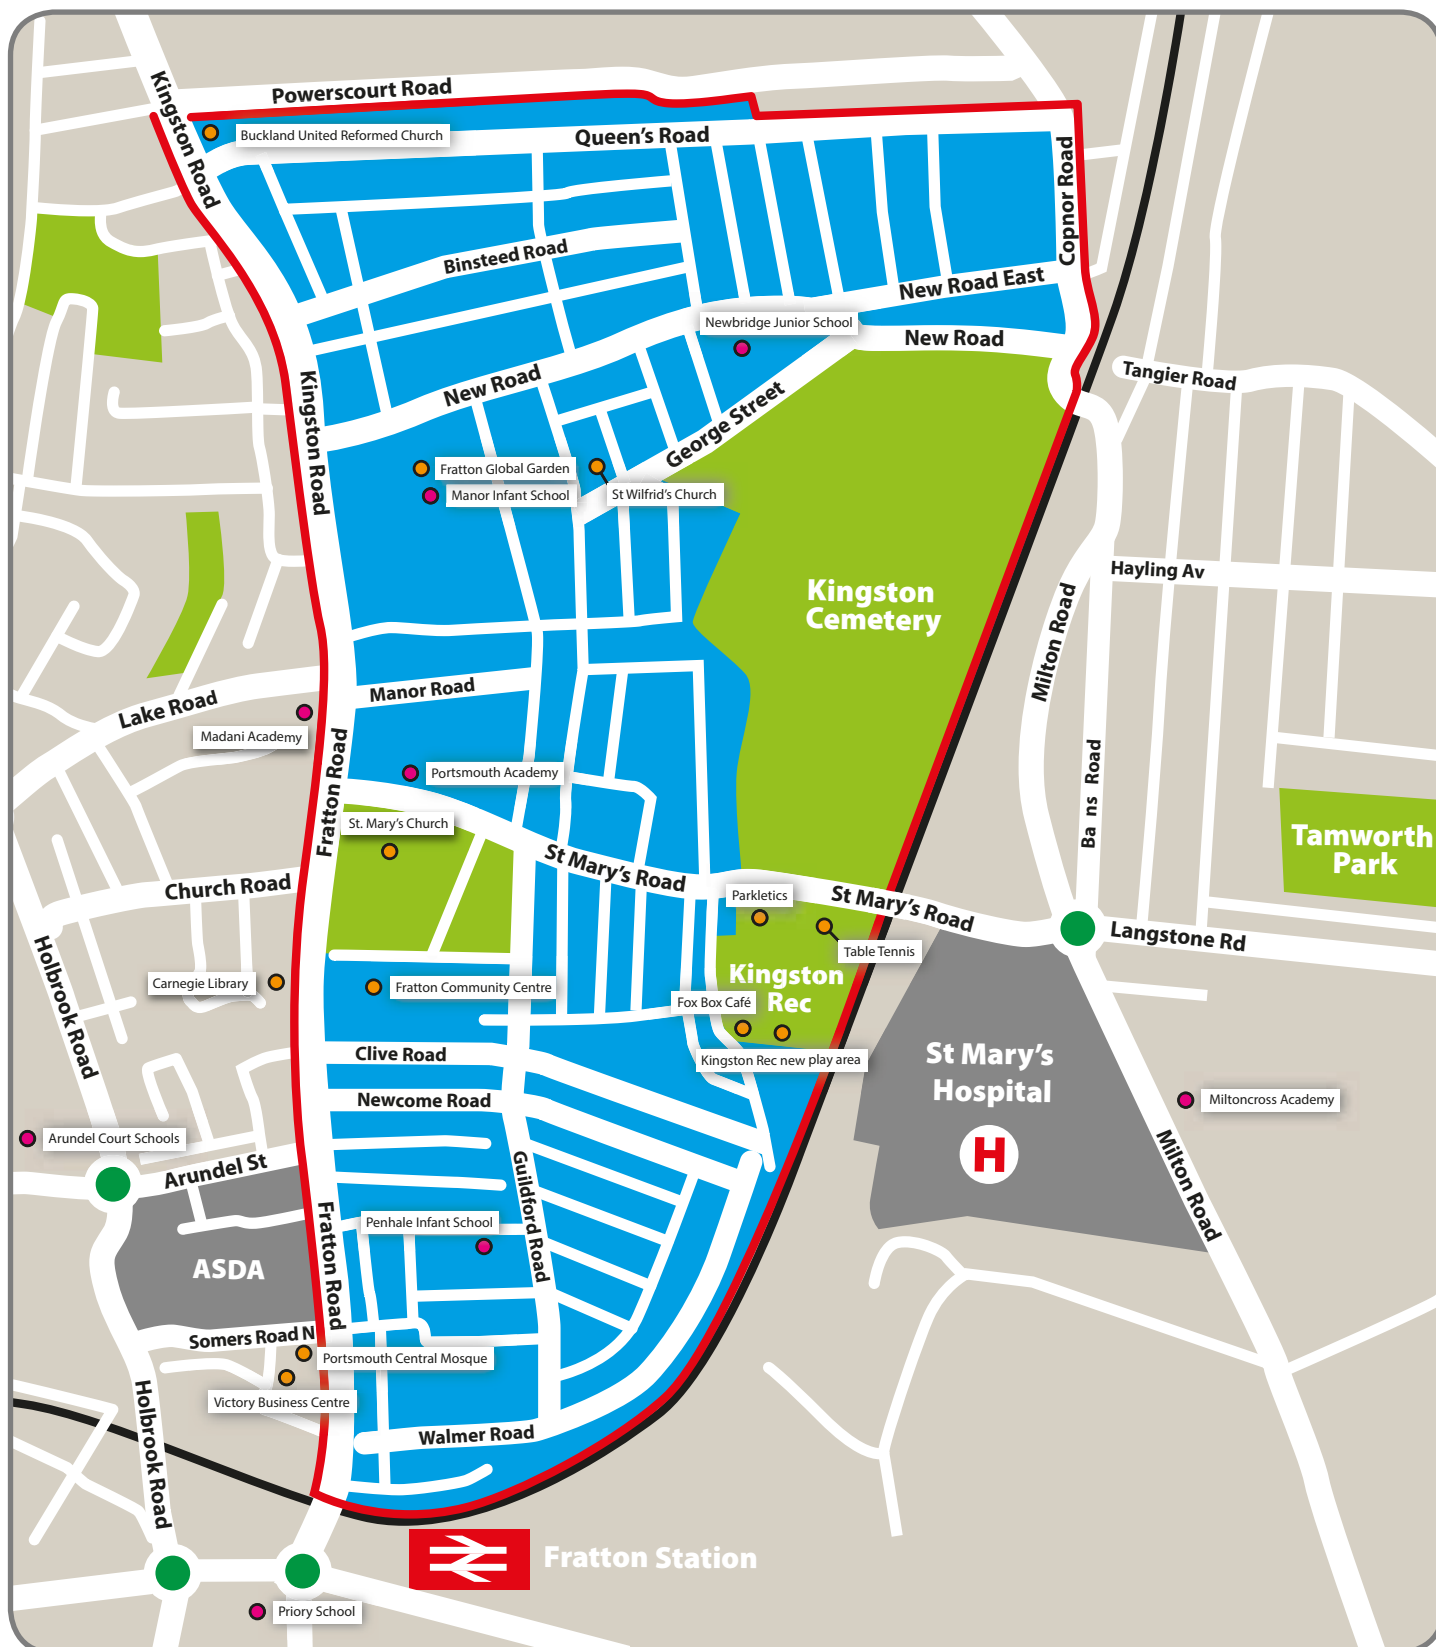 Powerscourt Road
Kingston Road
Buckland United Reformed Church
Queen's Road
Copnor Road
Binsteed Road
New Road East
Newbridge Junior School
New Road
Tangier Road
Kingston Road
New Road
George Street
Fratton Global Garden
Manor Infant School
St Wilfrid's Church
Hayling Av
Kingston
Cemetery
Milton Road
Manor Road
Lake Road
Madani Academy
Fratton Road
Portsmouth Academy
Ba ns Road
St. Mary's Church
Tamworth
Park
St Mary's Road
Church Road
Parkletics
St Mary's Road
Table Tennis
Langstone Rd
Holbrook Road
Carnegie Library
Fratton Community Centre
Kingston
Rec
Fox Box Café
Kingston Rec new play area
Clive Road
St Mary's
Hospital
H
Newcome Road
Miltoncross Academy
Arundel Court Schools
Arundel St
Guildford Road
Milton Road
Penhale Infant School
ASDA
Fratton Road
Somers Road N
Portsmouth Central Mosque
Victory Business Centre
Holbrook Road
Walmer Road
Fratton Station
Priory School